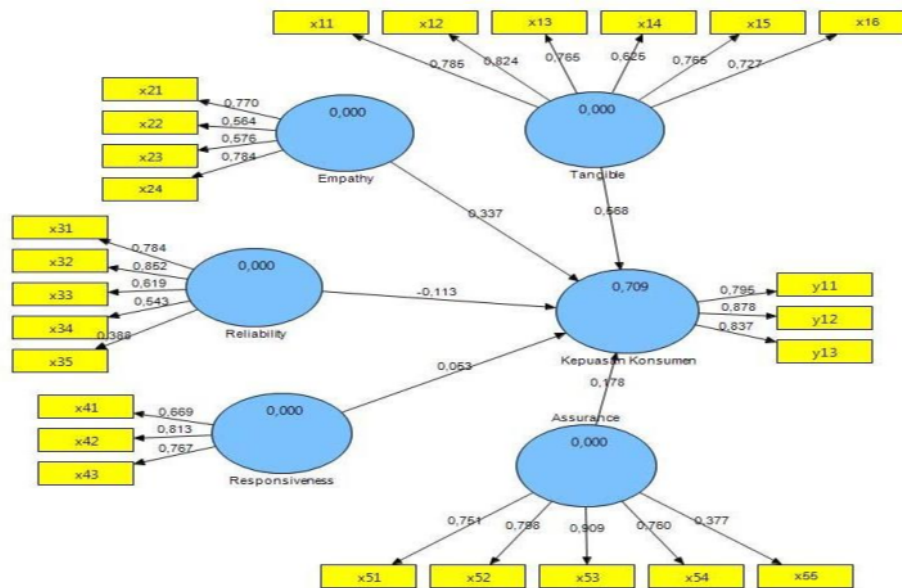 x11
x12
x13
x14
x15
x16
0,785
0,824
0,765
0,625
0,765
0,727
x21
x22
x23
x24
0,770
0,564
0,576
0,784
0,000
Empathy
0,000
Tangible
0,337
0,568
x31
x32
x33
x34
x35
0,784
0,852
0,619
0,543
0,388
0,000
Reliability
-0,113
0,709
Kepuasan Konsumen
0,795
0,878
0,837
y11
y12
y13
x41
x42
x43
0,669
0,813
0,767
0,000
Responsiveness
0,053
0,178
Assurance
0,000
0,751
0,798
0,909
0,760
0,377
x51
x52
x53
x54
x55